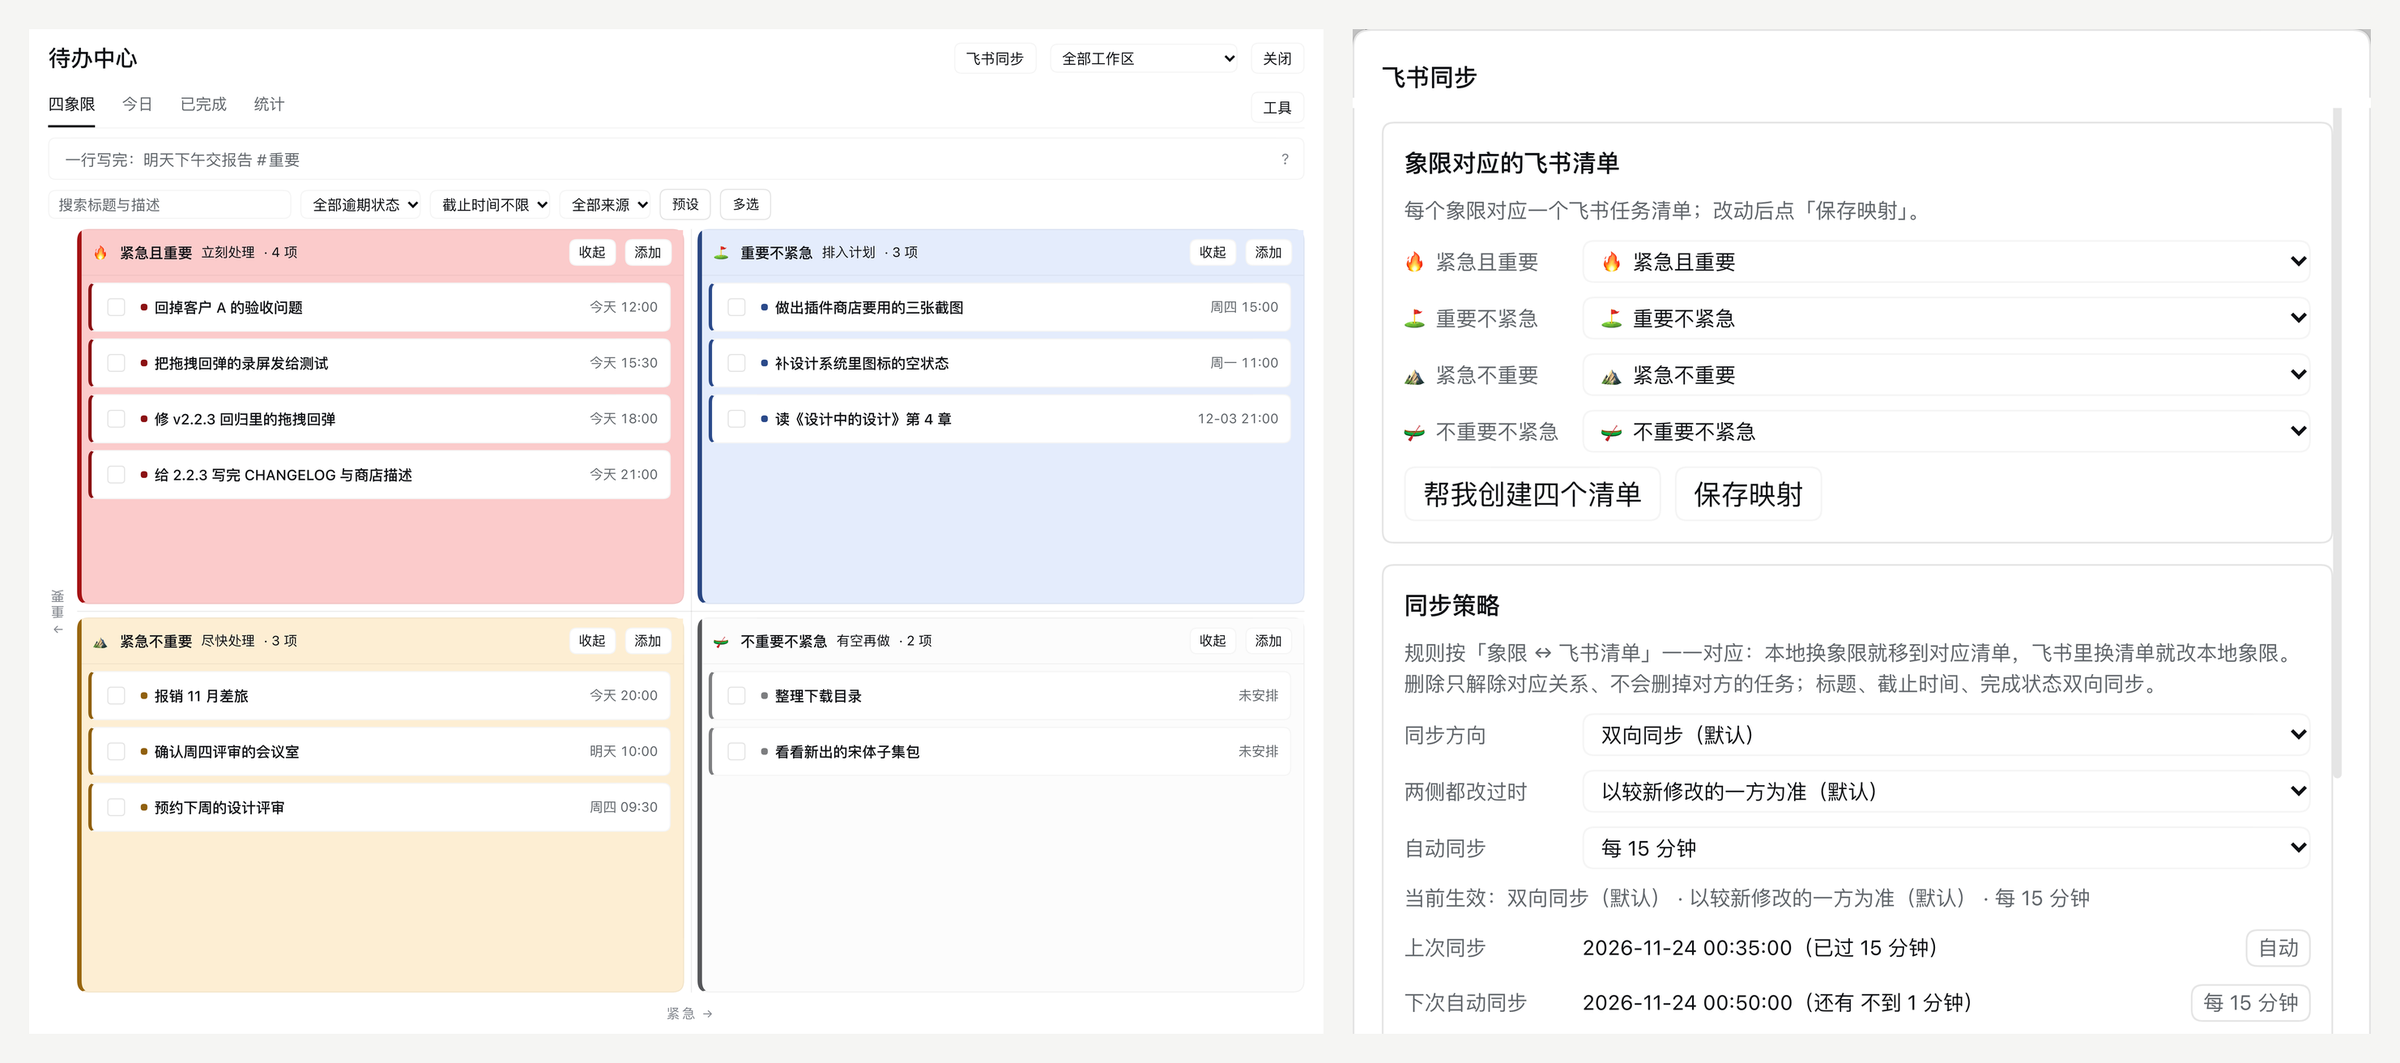 待办中心
飞书同步 全部工作区 关闭
四象限 今日 已完成 统计 工具
一行写完：明天下午交报告 #重要 ?
搜索标题与描述 全部逾期状态 截止时间不限 全部来源 预设 多选
🔥 紧急且重要 立刻处理 · 4 项 收起 添加
回掉客户 A 的验收问题 今天 12:00
把拖拽回弹的录屏发给测试 今天 15:30
修 v2.2.3 回归里的拖拽回弹 今天 18:00
给 2.2.3 写完 CHANGELOG 与商店描述 今天 21:00
⛳ 重要不紧急 排入计划 · 3 项 收起 添加
做出插件商店要用的三张截图 周四 15:00
补设计系统里图标的空状态 周一 11:00
读《设计中的设计》第 4 章 12-03 21:00
重要 →
⛰️ 紧急不重要 尽快处理 · 3 项 收起 添加
报销 11 月差旅 今天 20:00
确认周四评审的会议室 明天 10:00
预约下周的设计评审 周四 09:30
🛶 不重要不紧急 有空再做 · 2 项 收起 添加
整理下载目录 未安排
看看新出的宋体子集包 未安排
紧急 →
飞书同步
象限对应的飞书清单
每个象限对应一个飞书任务清单；改动后点「保存映射」。
🔥 紧急且重要 🔥 紧急且重要
⛳ 重要不紧急 ⛳ 重要不紧急
⛰️ 紧急不重要 ⛰️ 紧急不重要
🛶 不重要不紧急 🛶 不重要不紧急
帮我创建四个清单 保存映射
同步策略
规则按「象限 ↔ 飞书清单」一一对应：本地换象限就移到对应清单，飞书里换清单就改本地象限。
删除只解除对应关系、不会删掉对方的任务；标题、截止时间、完成状态双向同步。
同步方向 双向同步（默认）
两侧都改过时 以较新修改的一方为准（默认）
自动同步 每 15 分钟
当前生效：双向同步（默认） · 以较新修改的一方为准（默认） · 每 15 分钟
上次同步 2026-11-24 00:35:00（已过 15 分钟） 自动
下次自动同步 2026-11-24 00:50:00（还有 不到 1 分钟） 每 15 分钟